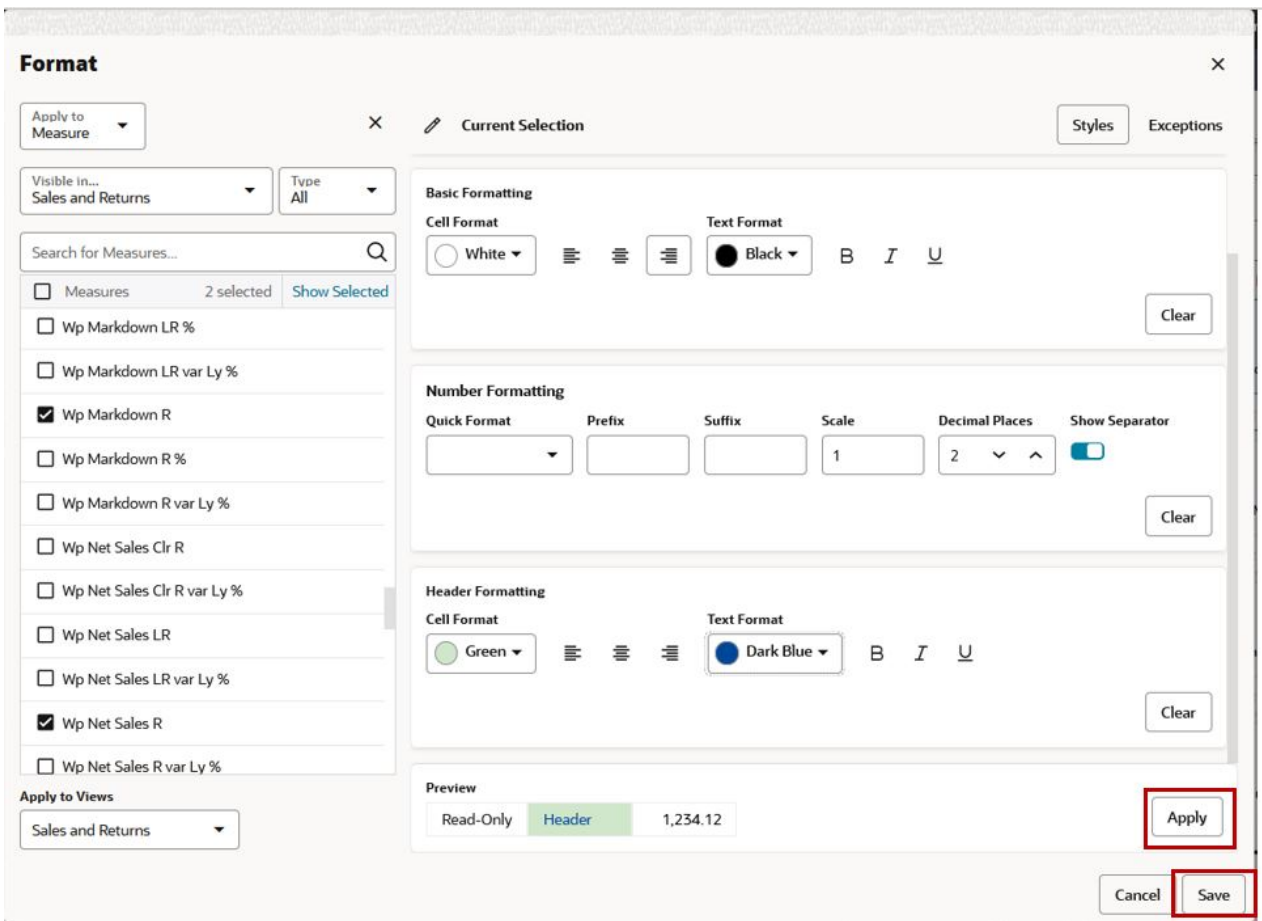 Format
Apply to
Measure
Visible in...
Sales and Returns
Type
All
Search for Measures...
Measures 2 selected Show Selected
Wp Markdown LR %
Wp Markdown LR var Ly %
Wp Markdown R
Wp Markdown R %
Wp Markdown R var Ly %
Wp Net Sales Clr R
Wp Net Sales Clr R var Ly %
Wp Net Sales LR
Wp Net Sales LR var Ly %
Wp Net Sales R
Wp Net Sales R var Ly %
Apply to Views
Sales and Returns
Current Selection Styles Exceptions
Basic Formatting
Cell Format Text Format
White Black B I U
Clear
Number Formatting
Quick Format Prefix Suffix Scale Decimal Places Show Separator
1 2
Clear
Header Formatting
Cell Format Text Format
Green Dark Blue B I U
Clear
Preview
Read-Only Header 1,234.12 Apply
Cancel Save